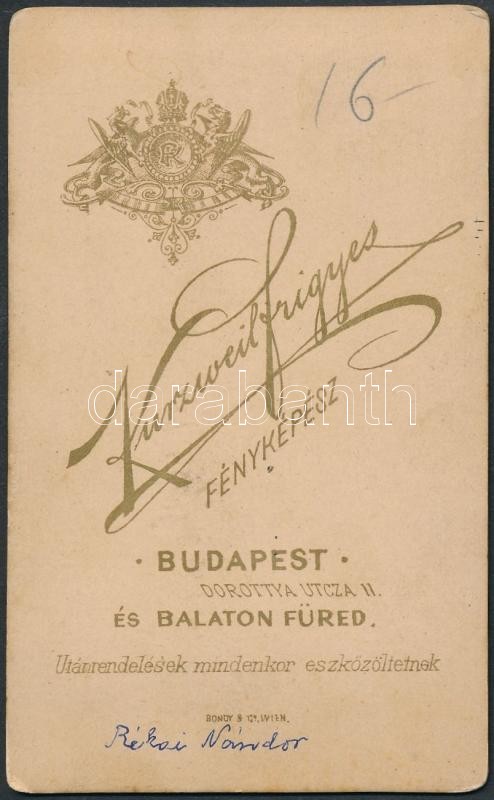 16-
Kurzweil Frigyes
FÉNYKÉPÉSZ
darabanth
· BUDAPEST ·
DOROTTYA UTCZA 11.
ÉS BALATON FÜRED.
Utánrendelések mindenkor eszközöltetnek
BONDY & Co, WIEN.
Rékai Nándor